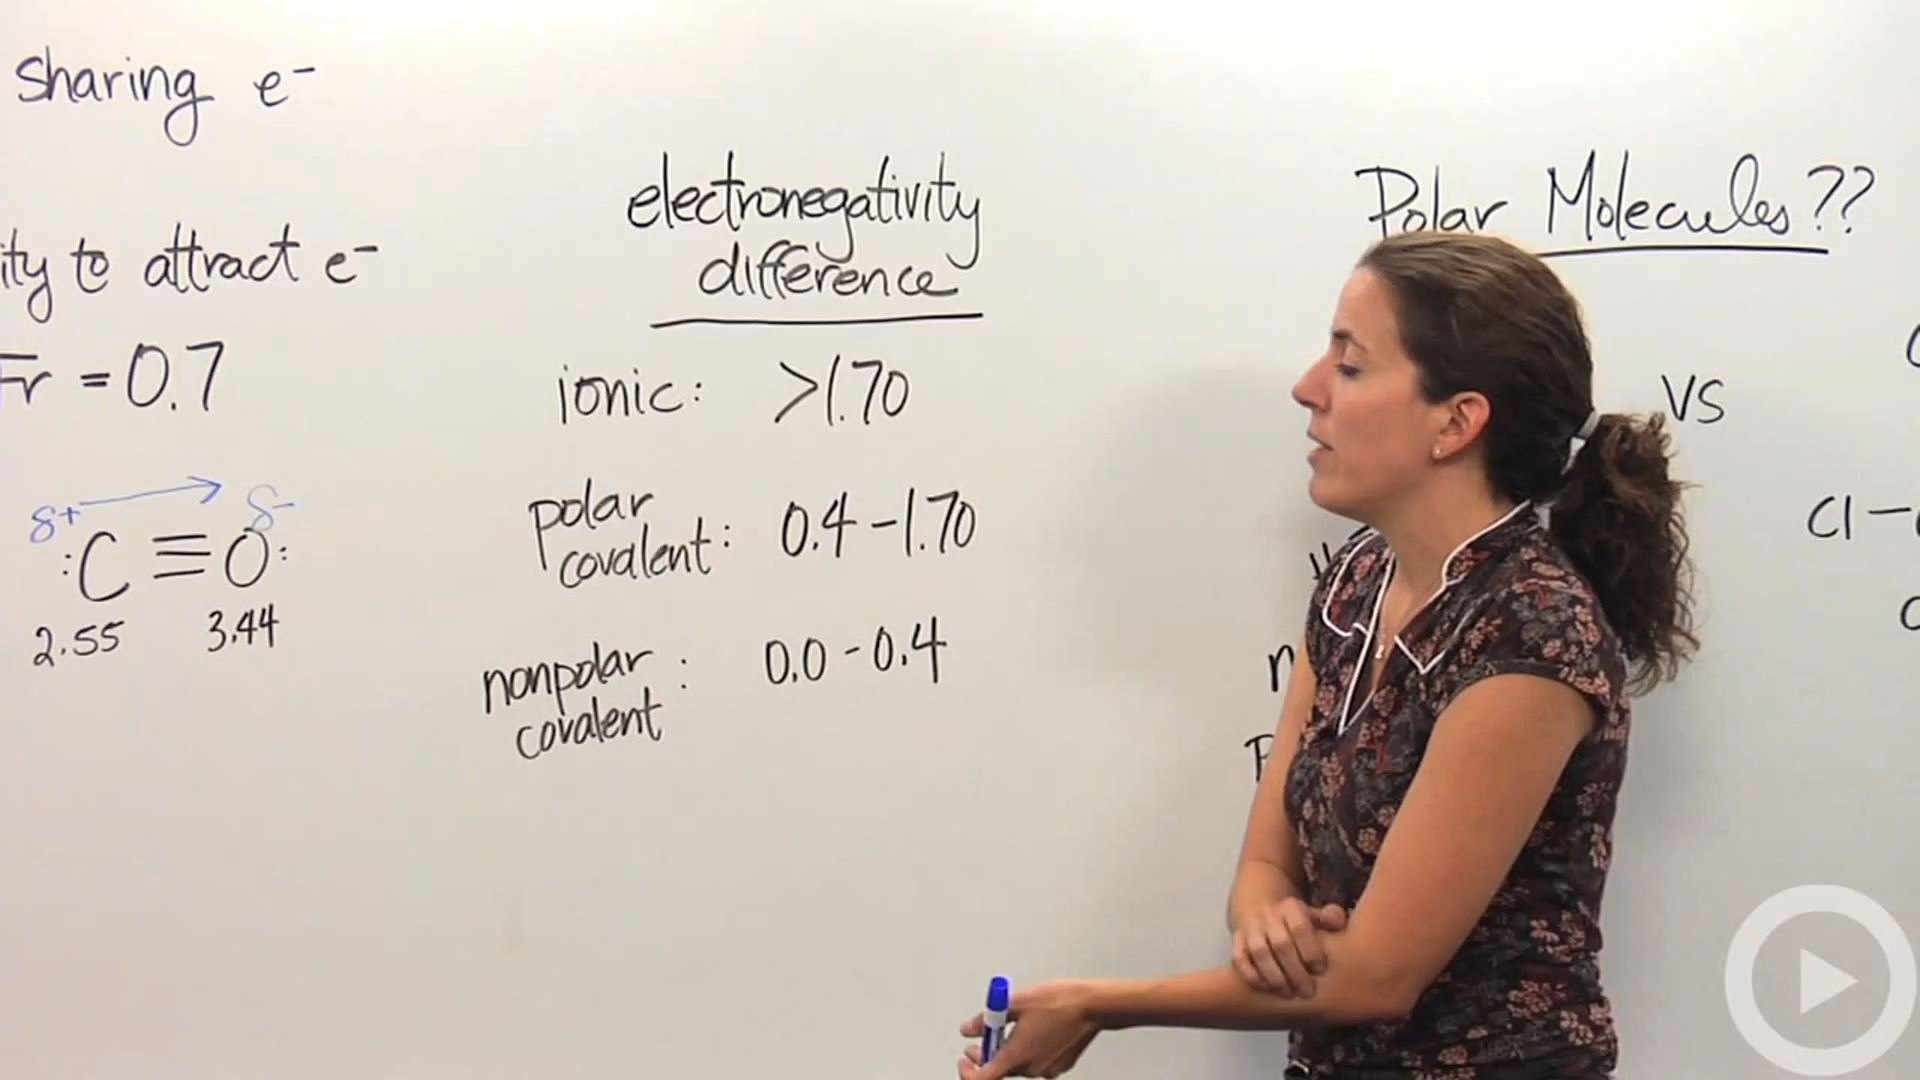 Sharing e⁻
ity to attract e⁻
Fr = 0.7
δ+ δ-
:C≡O:
2.55 3.44
electronegativity
difference
ionic: >1.70
polar
covalent: 0.4-1.70
nonpolar
covalent: 0.0-0.4
Polar Molecules??
VS
Cl-